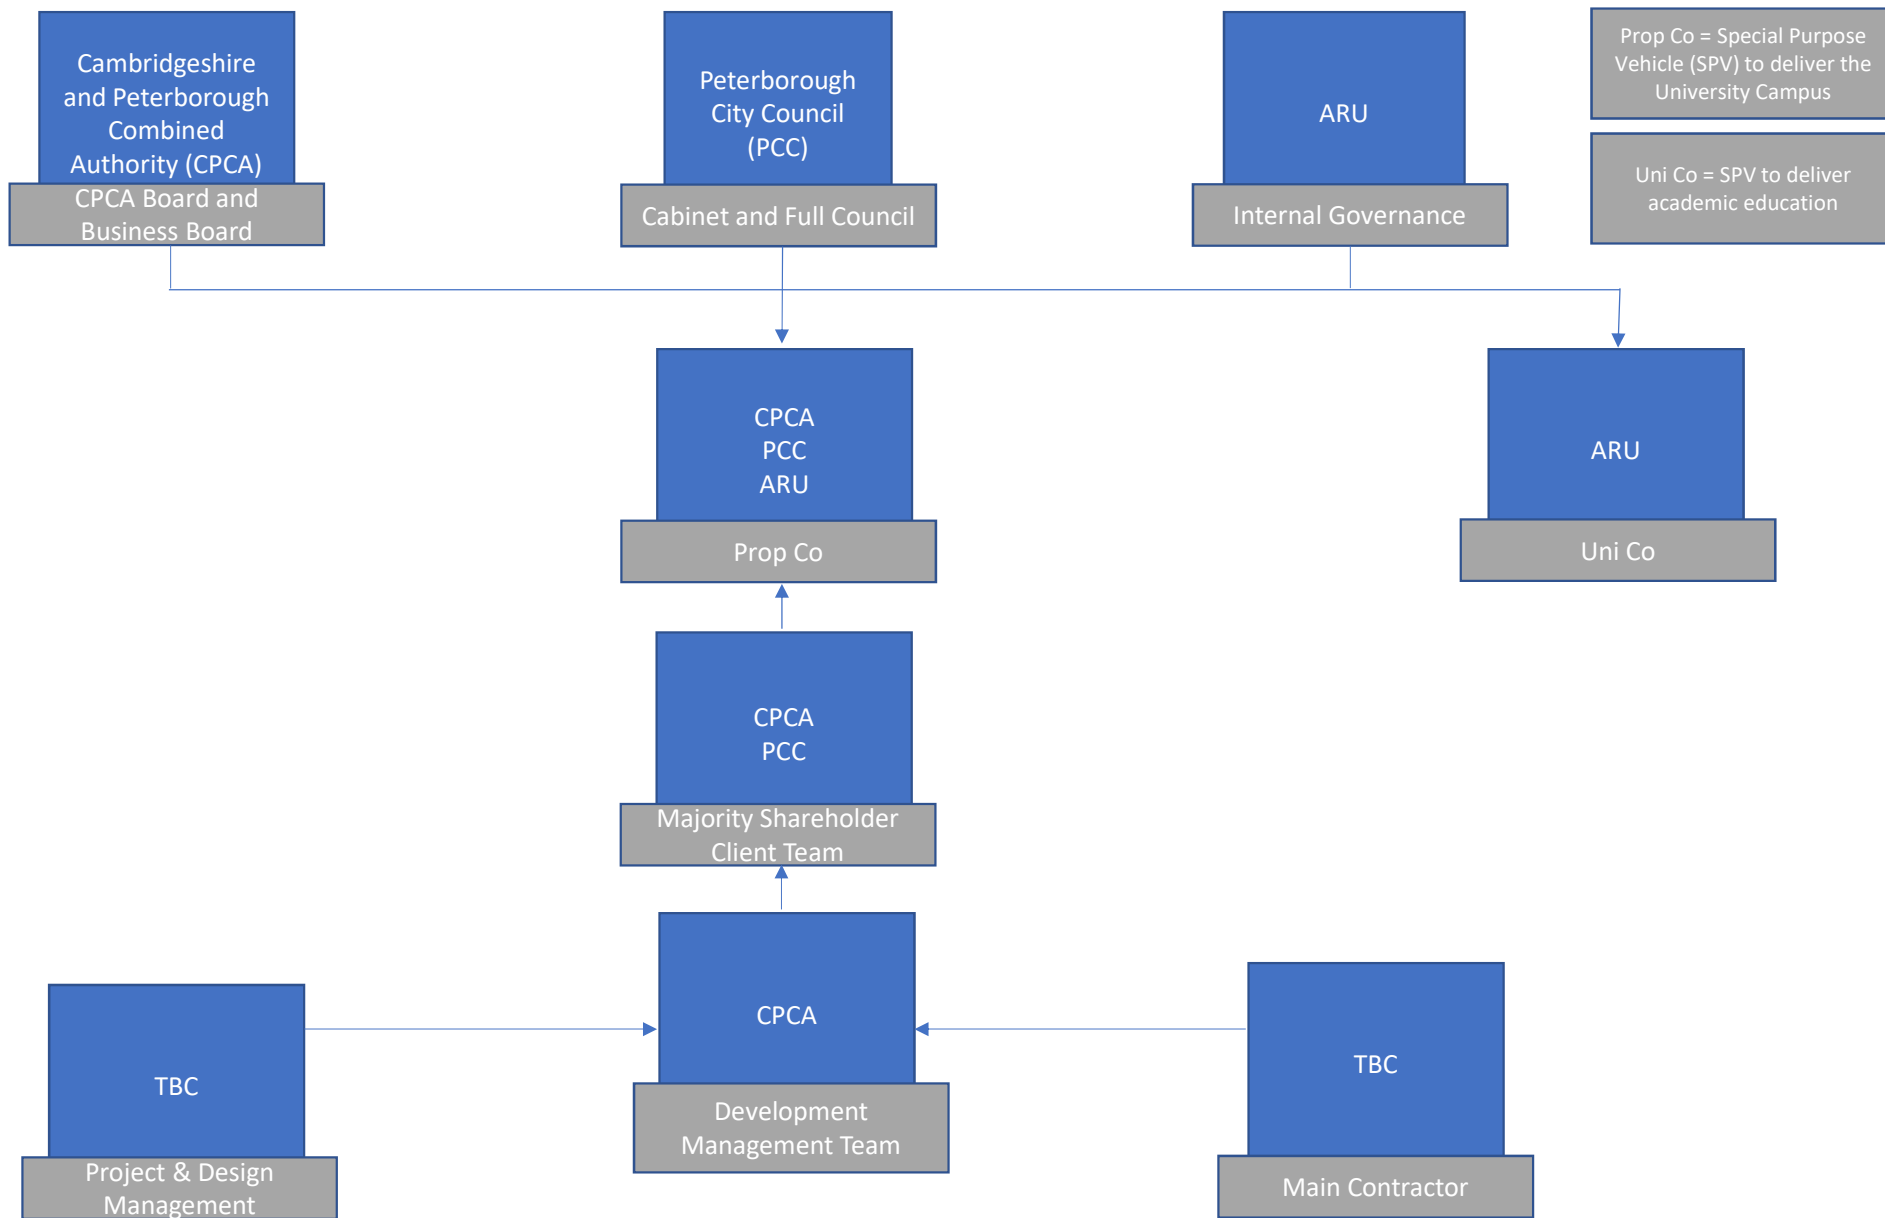 Cambridgeshire
and Peterborough
Combined
Authority (CPCA)
CPCA Board and
Business Board
Peterborough
City Council
(PCC)
Cabinet and Full Council
ARU
Internal Governance
Prop Co = Special Purpose
Vehicle (SPV) to deliver the
University Campus
Uni Co = SPV to deliver
academic education
CPCA
PCC
ARU
Prop Co
ARU
Uni Co
CPCA
PCC
Majority Shareholder
Client Team
TBC
Project & Design
Management
CPCA
Development
Management Team
TBC
Main Contractor